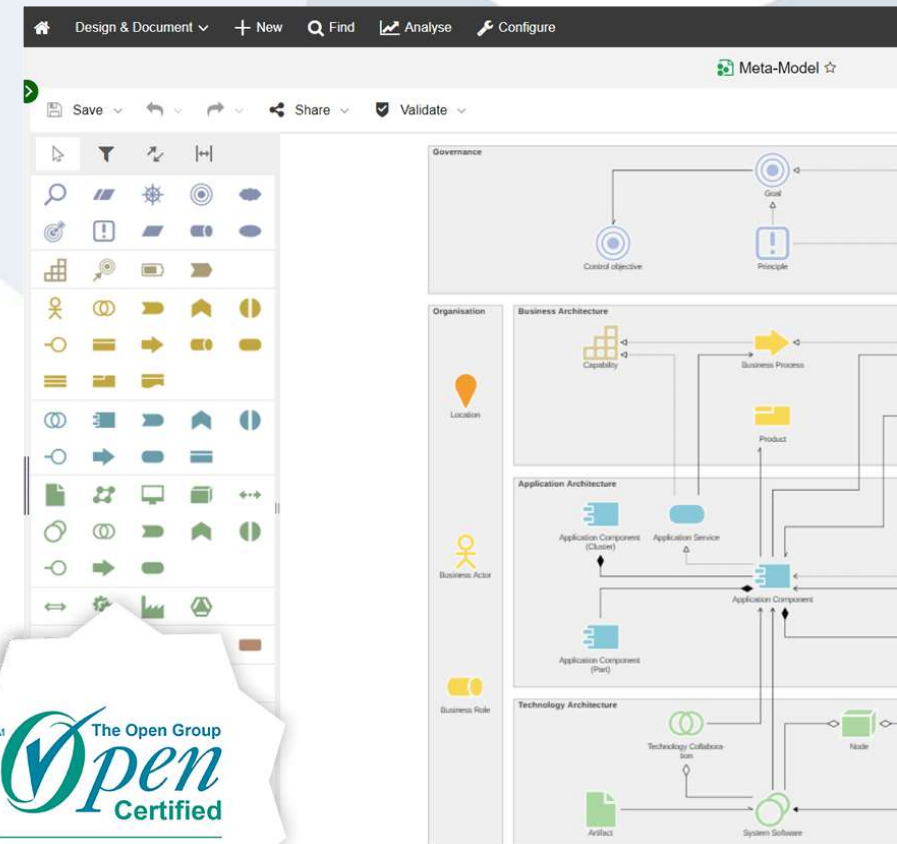 Design & Document
New
Find
Analyse
Configure
Meta-Model
Save
Share
Validate
Governance
Goal
Control objective
Principle
Organisation
Business Architecture
Capability
Business Process
Location
Product
Application Architecture
Application Component
(Cluster)
Application Service
Business Actor
Application Component
Application Component
(Part)
Business Role
Technology Architecture
Technology Collabora-
tion
Node
Artifact
System Software
The Open Group
Open
Certified